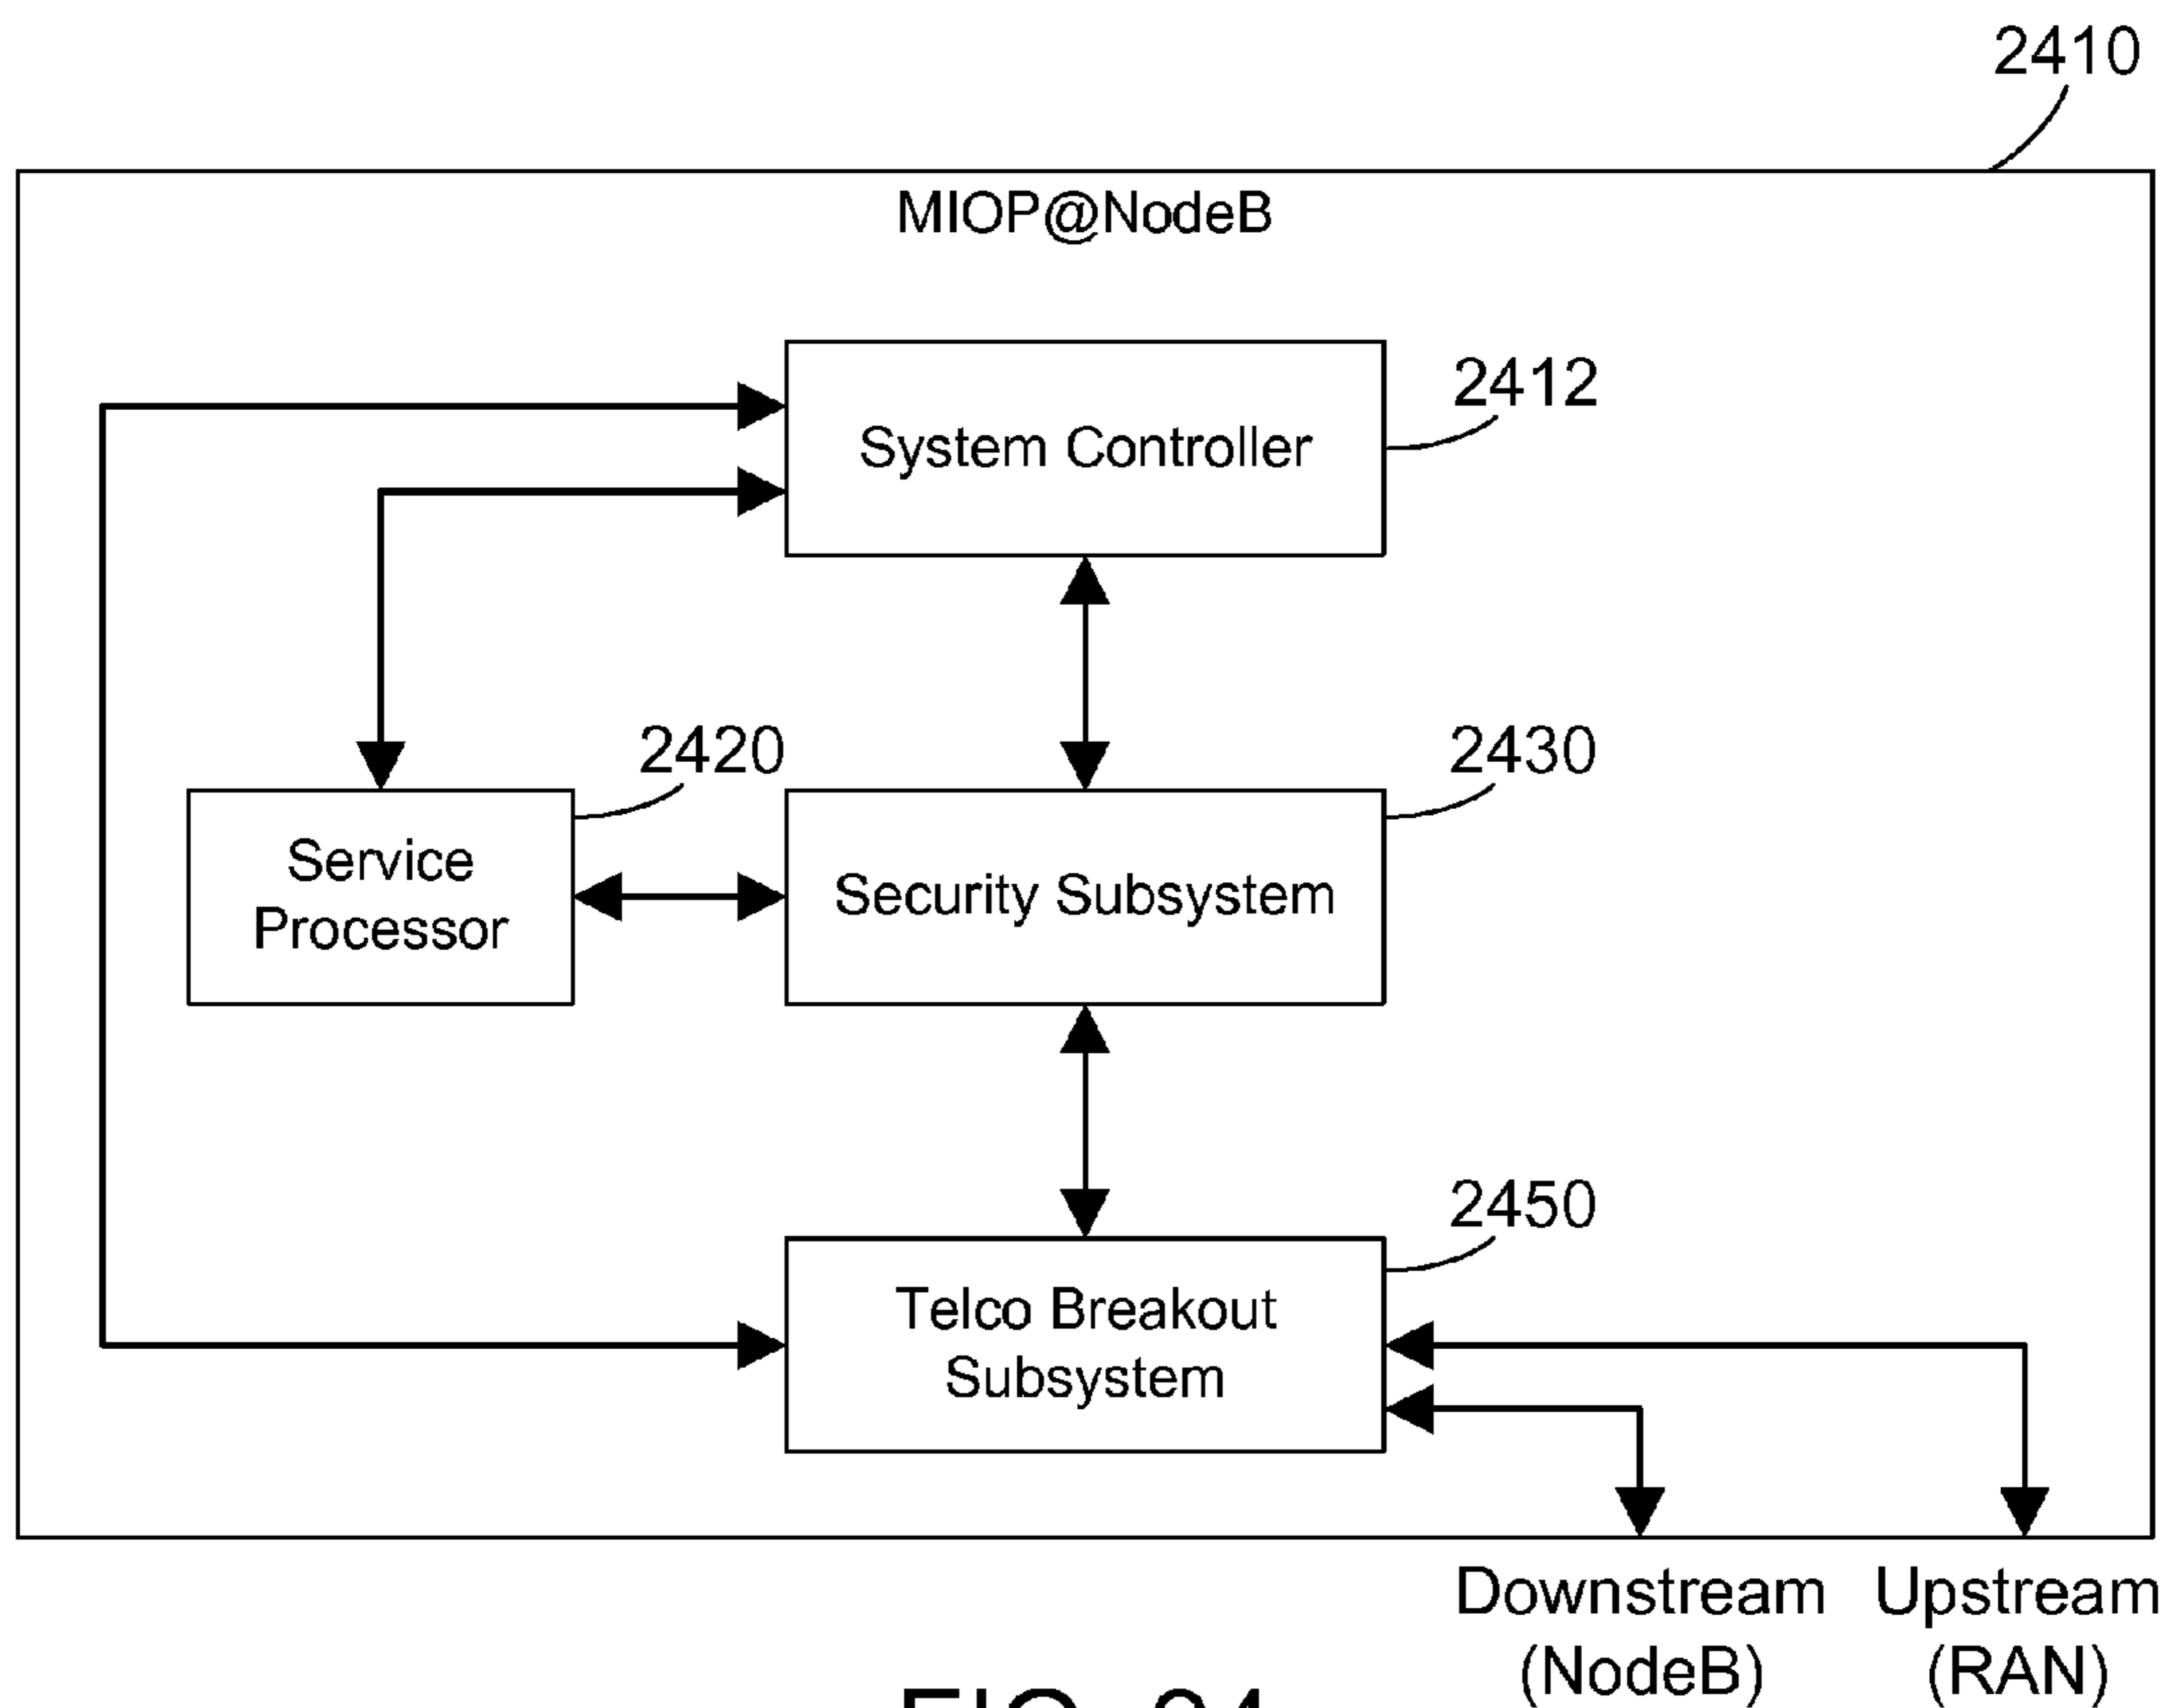 2410
MIOP@NodeB
System Controller
2412
2420
2430
Service
Processor
Security Subsystem
2450
Telco Breakout
Subsystem
Downstream
(NodeB)
Upstream
(RAN)